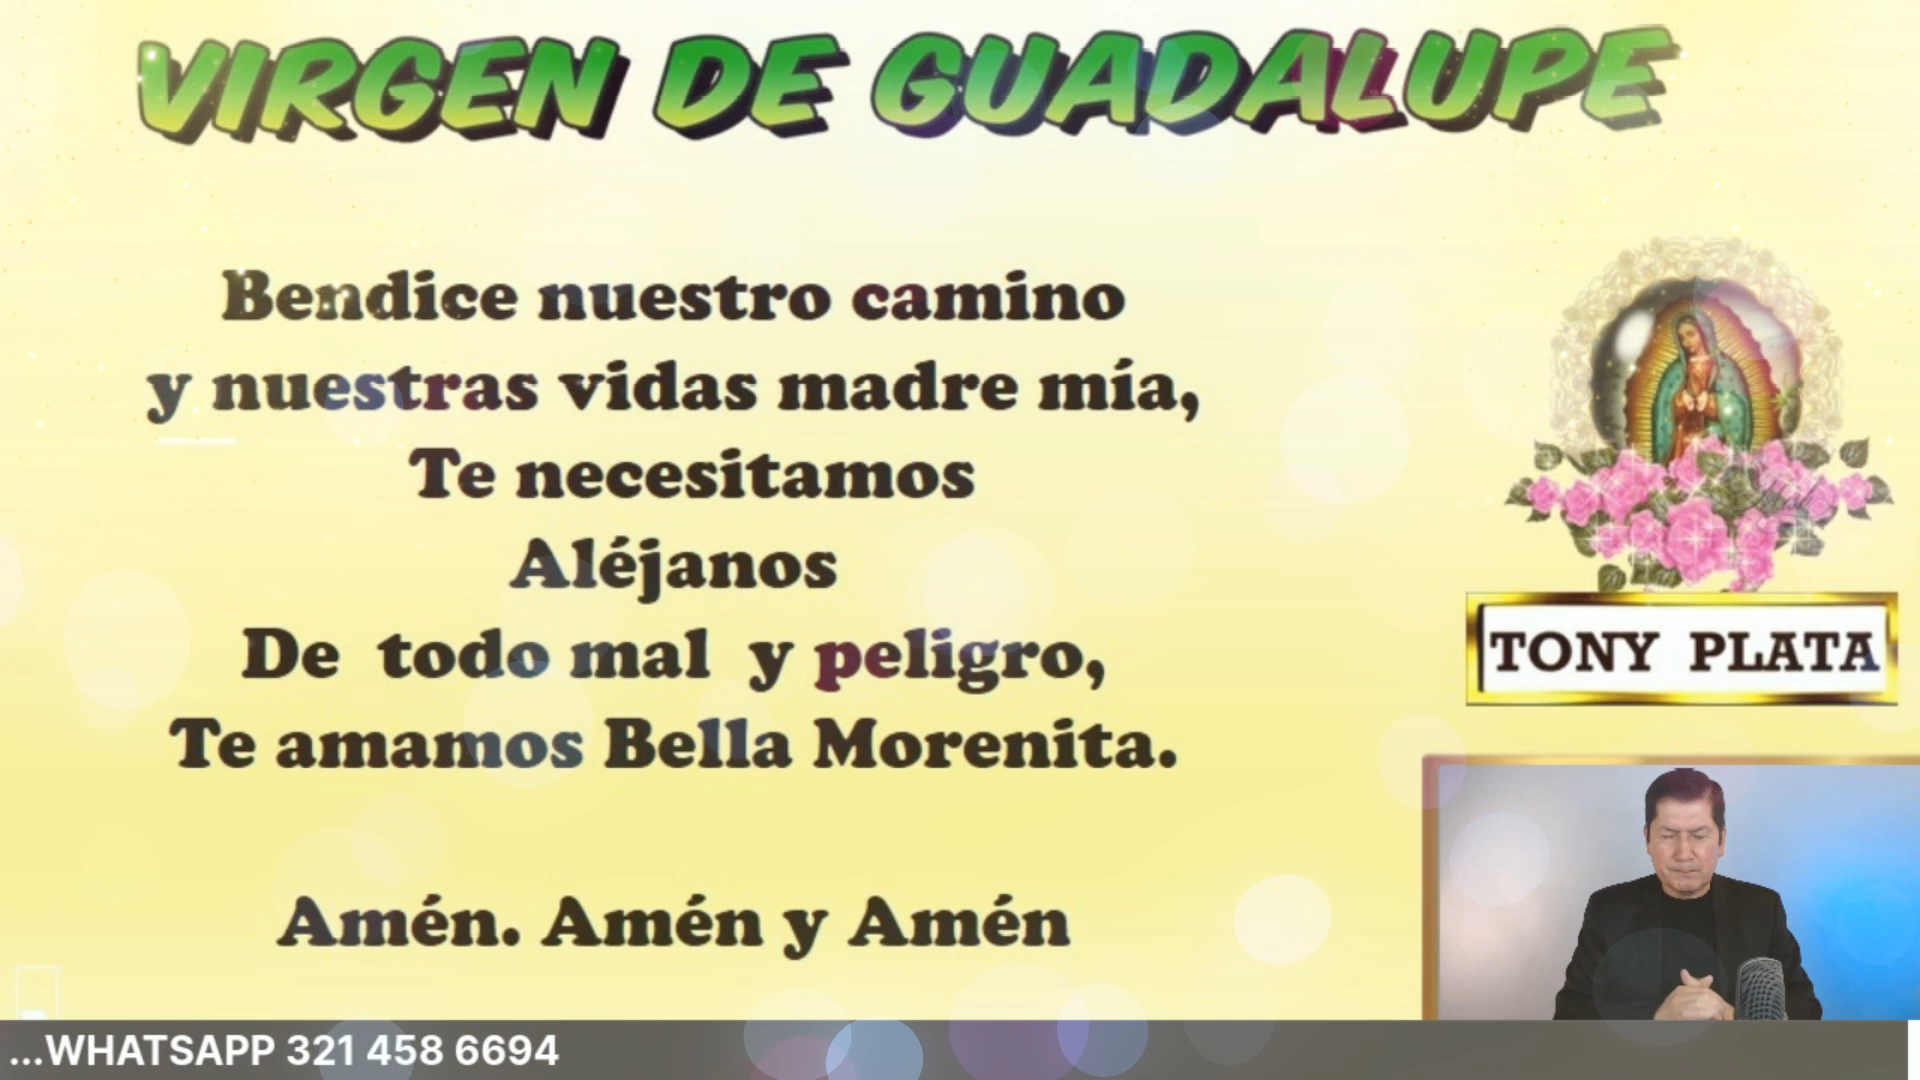 VIRGEN DE GUADALUPE
Bendice nuestro camino
y nuestras vidas madre mía,
Te necesitamos
Aléjanos
De todo mal y peligro,
Te amamos Bella Morenita.
Amén. Amén y Amén
TONY PLATA
...WHATSAPP 321 458 6694